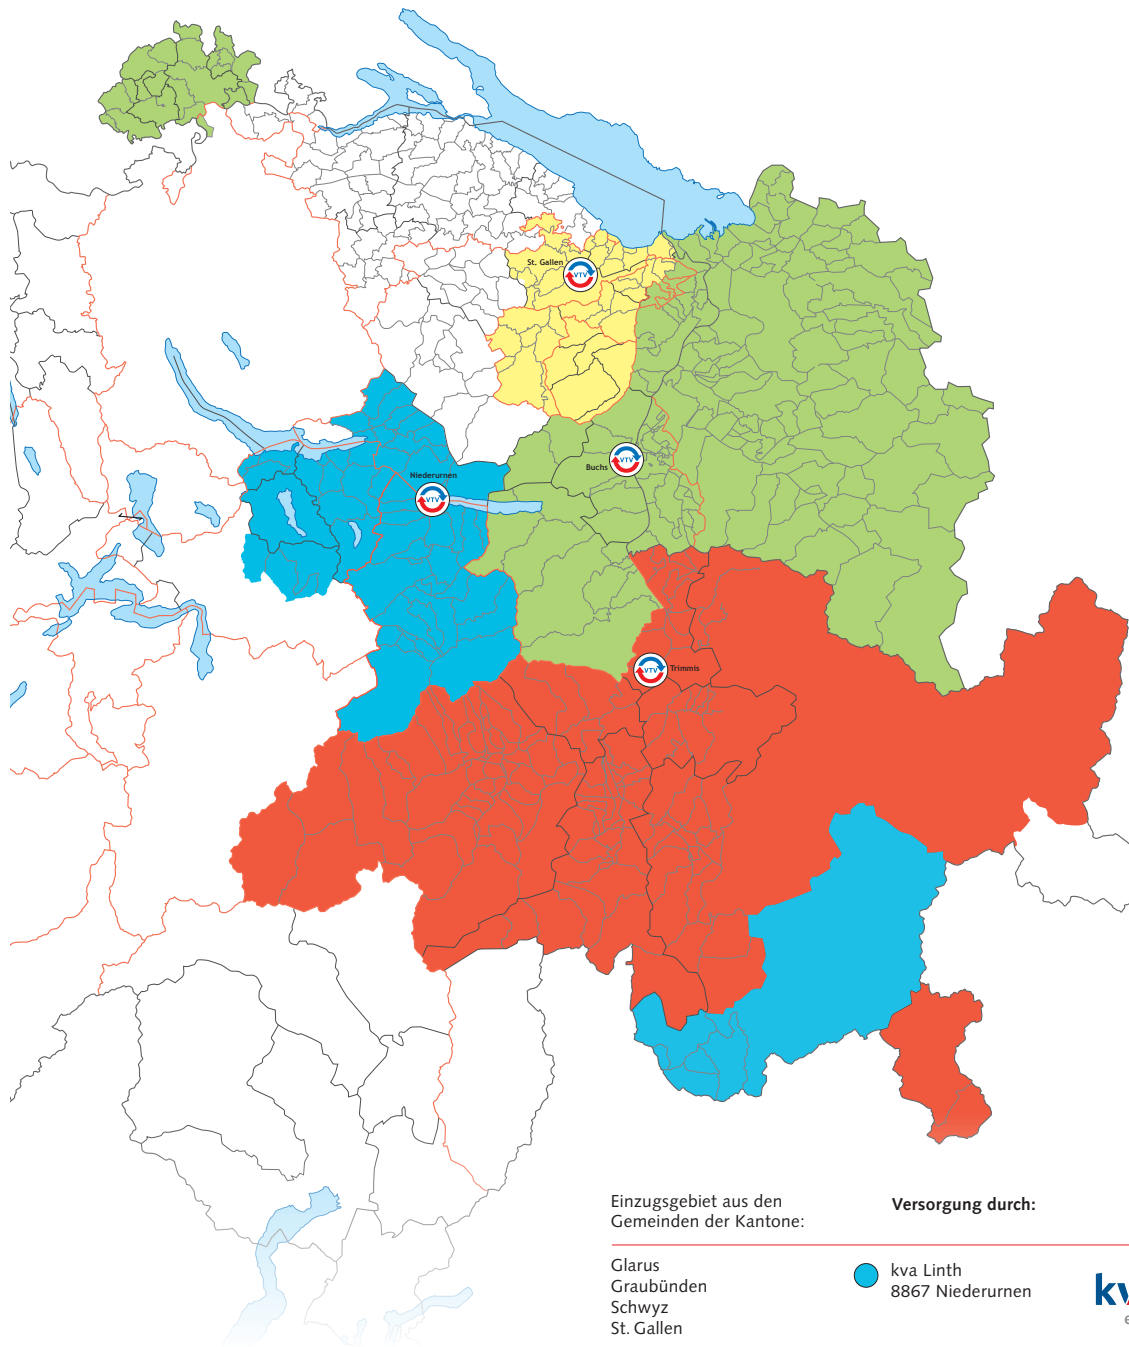 St. Gallen
VTV
Buchs
VTV
Niederurnen
VTV
VTV
Trimmis
Einzugsgebiet aus den
Gemeinden der Kantone:
Versorgung durch:
Glarus
Graubünden
Schwyz
St. Gallen
kva Linth
8867 Niederurnen